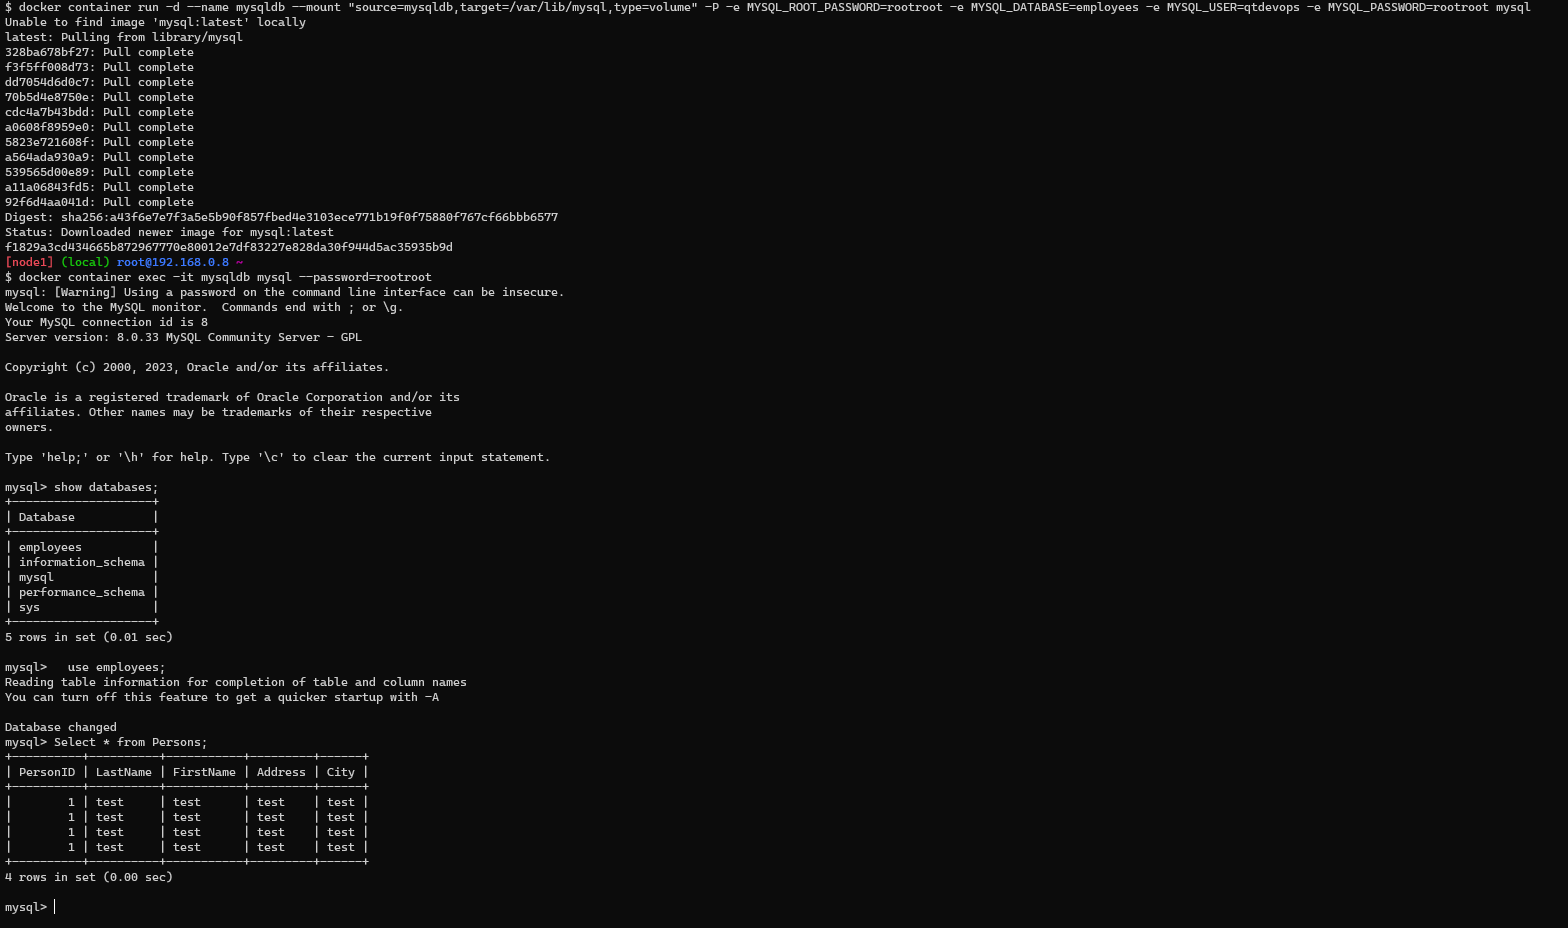 $ docker container run -d --name mysqldb --mount "source=mysqldb,target=/var/lib/mysql,type=volume" -P -e MYSQL_ROOT_PASSWORD=rootroot -e MYSQL_DATABASE=employees -e MYSQL_USER=qtdevops -e MYSQL_PASSWORD=rootroot mysql
Unable to find image 'mysql:latest' locally
latest: Pulling from library/mysql
328ba678bf27: Pull complete
f3f5ff008d73: Pull complete
dd7054d6d0c7: Pull complete
70b5d4e8750e: Pull complete
cdc4a7b43bdd: Pull complete
a0608f8959e0: Pull complete
5823e721608f: Pull complete
a564ada930a9: Pull complete
539565d00e89: Pull complete
a11a06843fd5: Pull complete
92f6d4aa041d: Pull complete
Digest: sha256:a43f6e7e7f3a5e5b90f857fbed4e3103ece771b19f0f75880f767cf66bbb6577
Status: Downloaded newer image for mysql:latest
f1829a3cd434665b872967770e80012e7df83227e828da30f944d5ac35935b9d
[node1] (local) root@192.168.0.8 ~
$ docker container exec -it mysqldb mysql --password=rootroot
mysql: [Warning] Using a password on the command line interface can be insecure.
Welcome to the MySQL monitor.  Commands end with ; or \g.
Your MySQL connection id is 8
Server version: 8.0.33 MySQL Community Server - GPL
Copyright (c) 2000, 2023, Oracle and/or its affiliates.
Oracle is a registered trademark of Oracle Corporation and/or its
affiliates. Other names may be trademarks of their respective
owners.
Type 'help;' or '\h' for help. Type '\c' to clear the current input statement.
mysql> show databases;
+--------------------+
| Database           |
+--------------------+
| employees          |
| information_schema |
| mysql              |
| performance_schema |
| sys                |
+--------------------+
5 rows in set (0.01 sec)
mysql>   use employees;
Reading table information for completion of table and column names
You can turn off this feature to get a quicker startup with -A
Database changed
mysql> Select * from Persons;
+----------+----------+-----------+---------+------+
| PersonID | LastName | FirstName | Address | City |
+----------+----------+-----------+---------+------+
|        1 | test     | test      | test    | test |
|        1 | test     | test      | test    | test |
|        1 | test     | test      | test    | test |
|        1 | test     | test      | test    | test |
+----------+----------+-----------+---------+------+
4 rows in set (0.00 sec)
mysql>